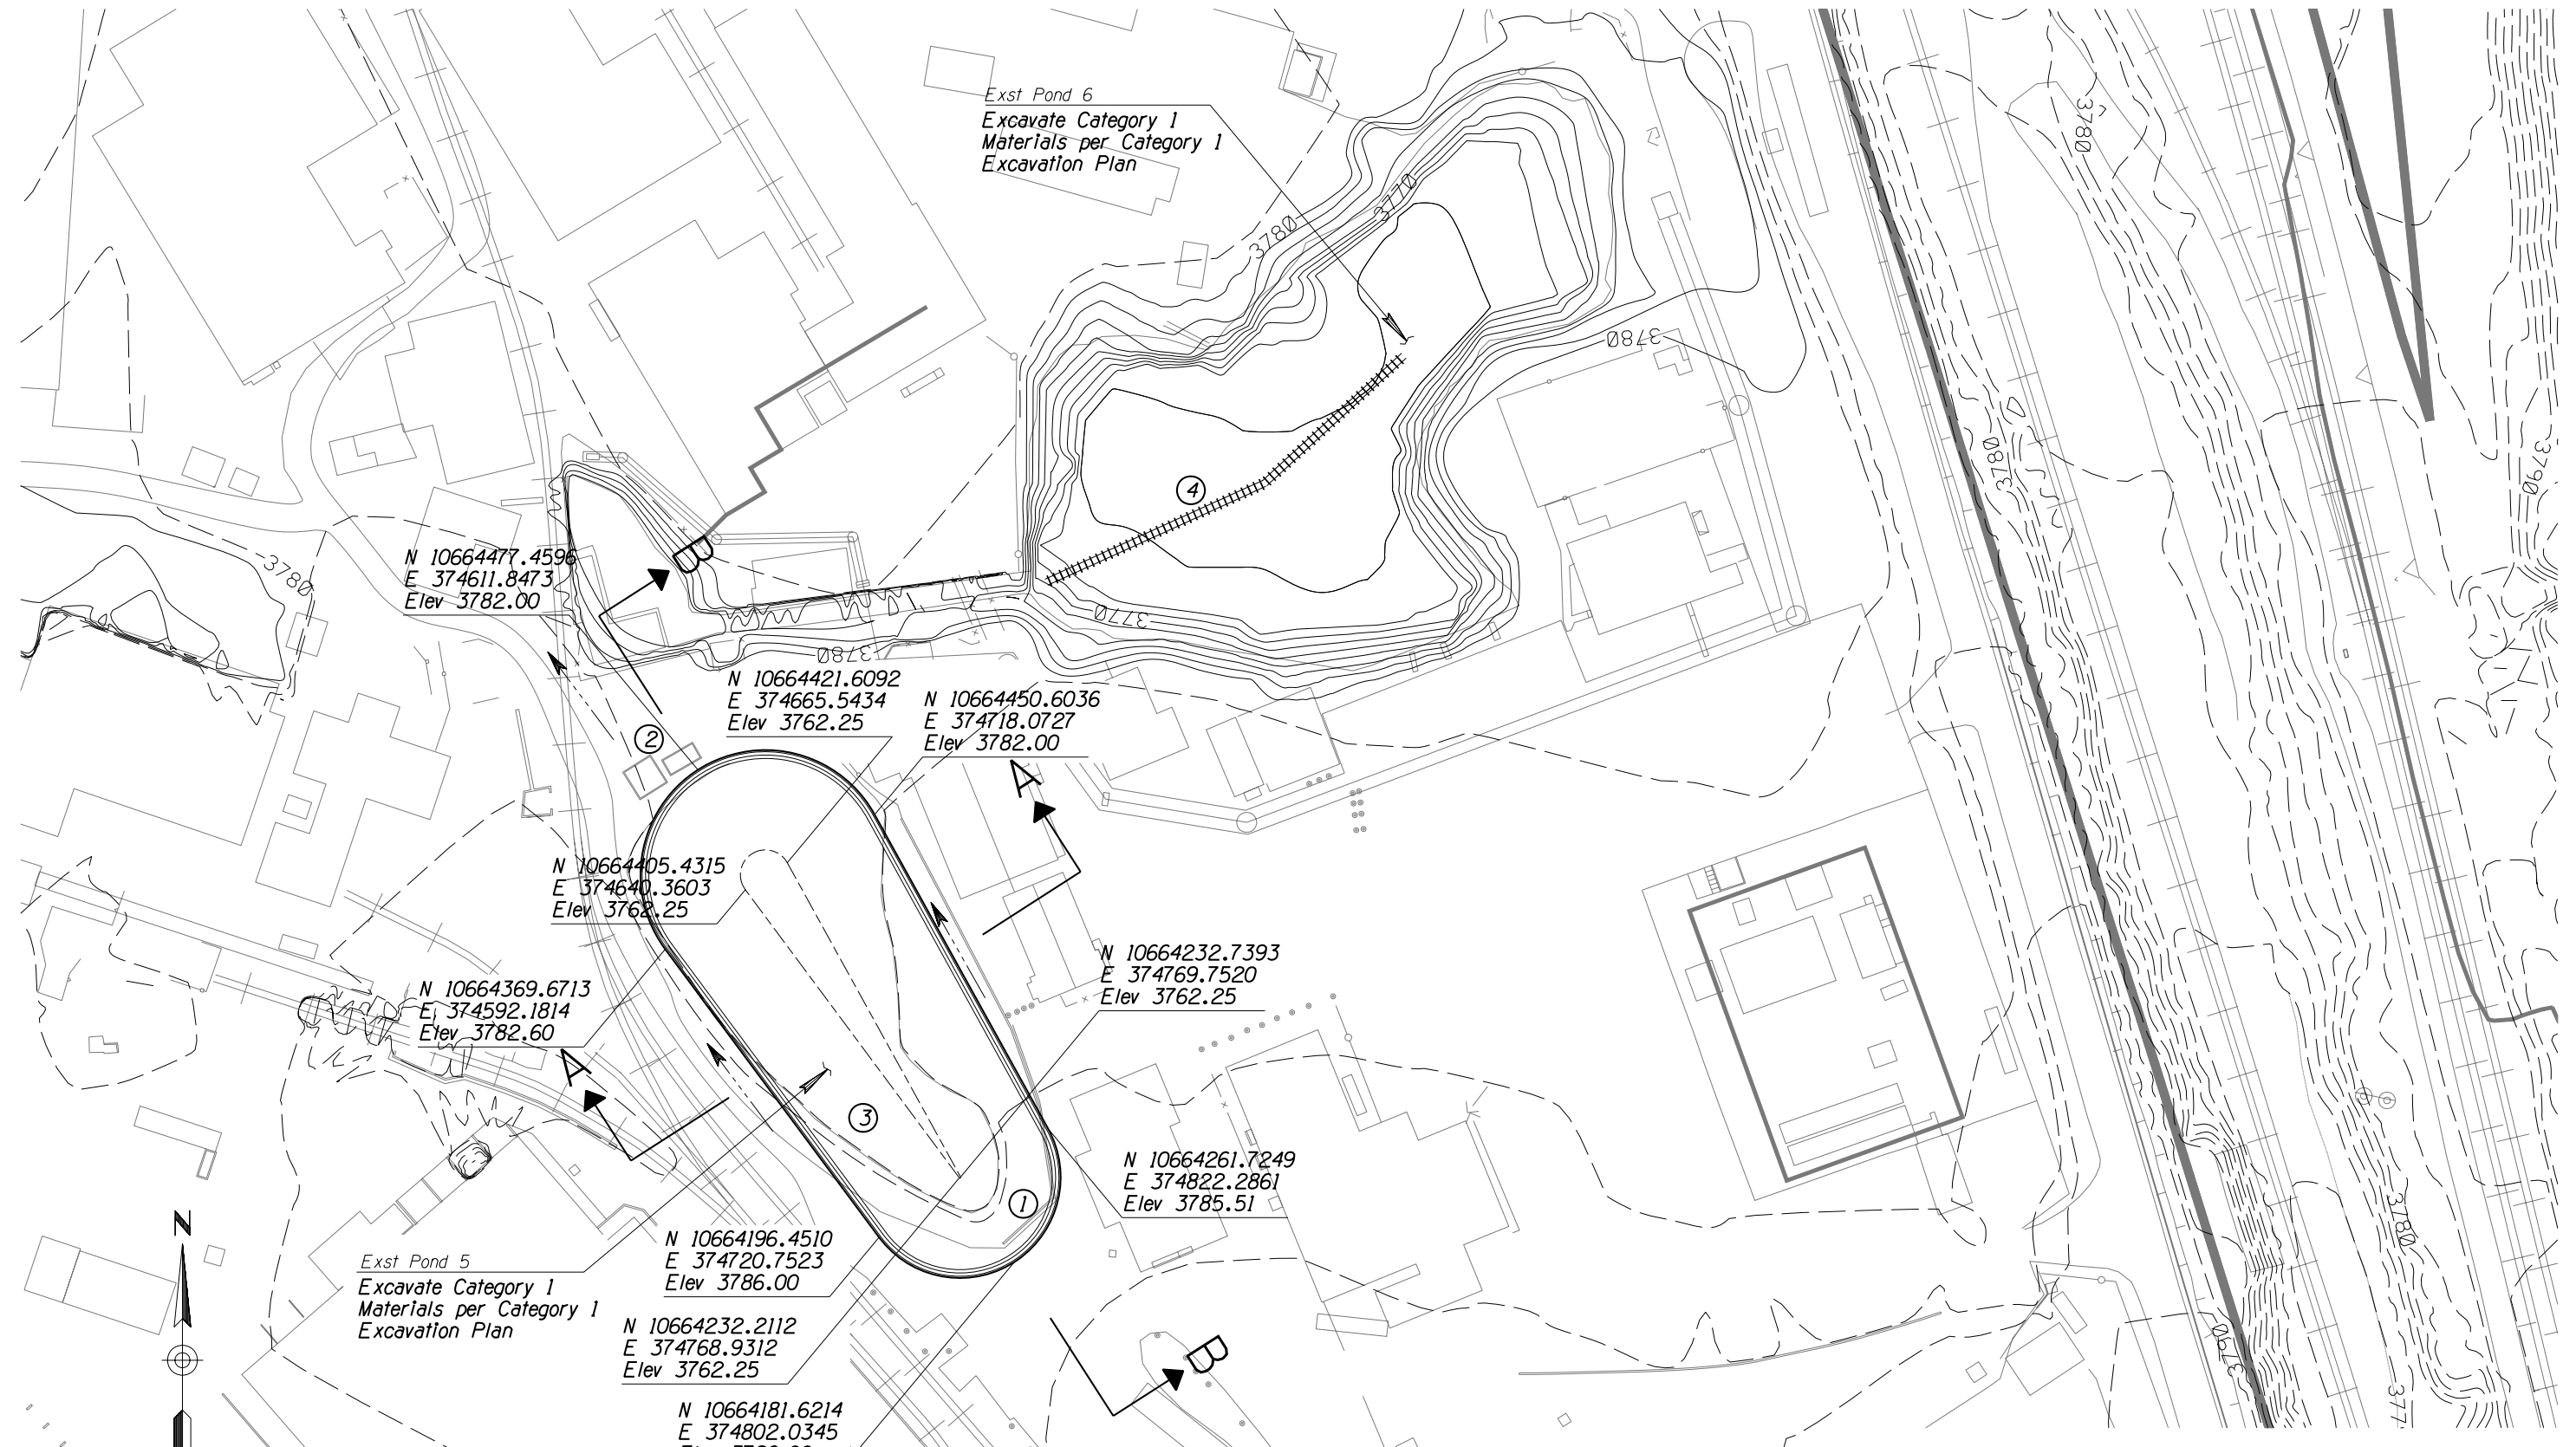 Exst Pond 6
Excavate Category 1
Materials per Category 1
Excavation Plan
3780
3770
3780
3780
3780
3790
3780
4
B
N 10664477.4596
E 374611.8473
Elev 3782.00
3780
3770
3780
N 10664421.6092
E 374665.5434
Elev 3762.25
N 10664450.6036
E 374718.0727
Elev 3782.00
2
A
N 10664405.4315
E 374640.3603
Elev 3762.25
N 10664232.7393
E 374769.7520
Elev 3762.25
N 10664369.6713
E 374592.1814
Elev 3782.60
A
3
1
N 10664261.7249
E 374822.2861
Elev 3785.51
N
Exst Pond 5
Excavate Category 1
Materials per Category 1
Excavation Plan
N 10664196.4510
E 374720.7523
Elev 3786.00
3780
N 10664232.2112
E 374768.9312
Elev 3762.25
B
3790
N 10664181.6214
E 374802.0345